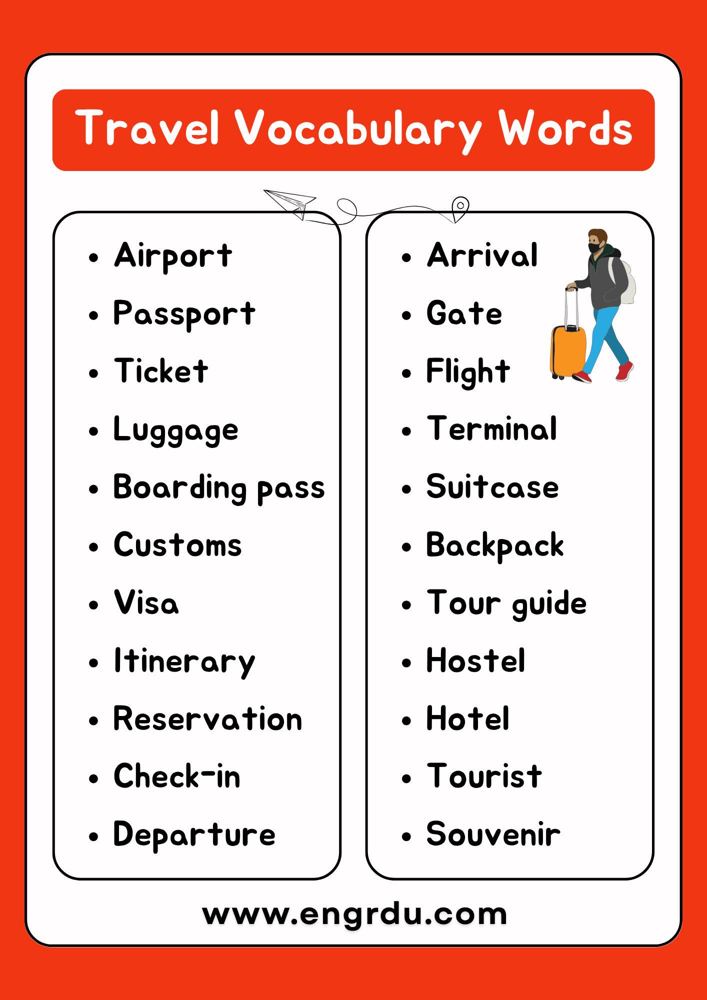 Travel Vocabulary Words
• Airport
• Passport
• Ticket
• Luggage
• Boarding pass
• Customs
• Visa
• Itinerary
• Reservation
• Check-in
• Departure
• Arrival
• Gate
• Flight
• Terminal
• Suitcase
• Backpack
• Tour guide
• Hostel
• Hotel
• Tourist
• Souvenir
www.engrdu.com